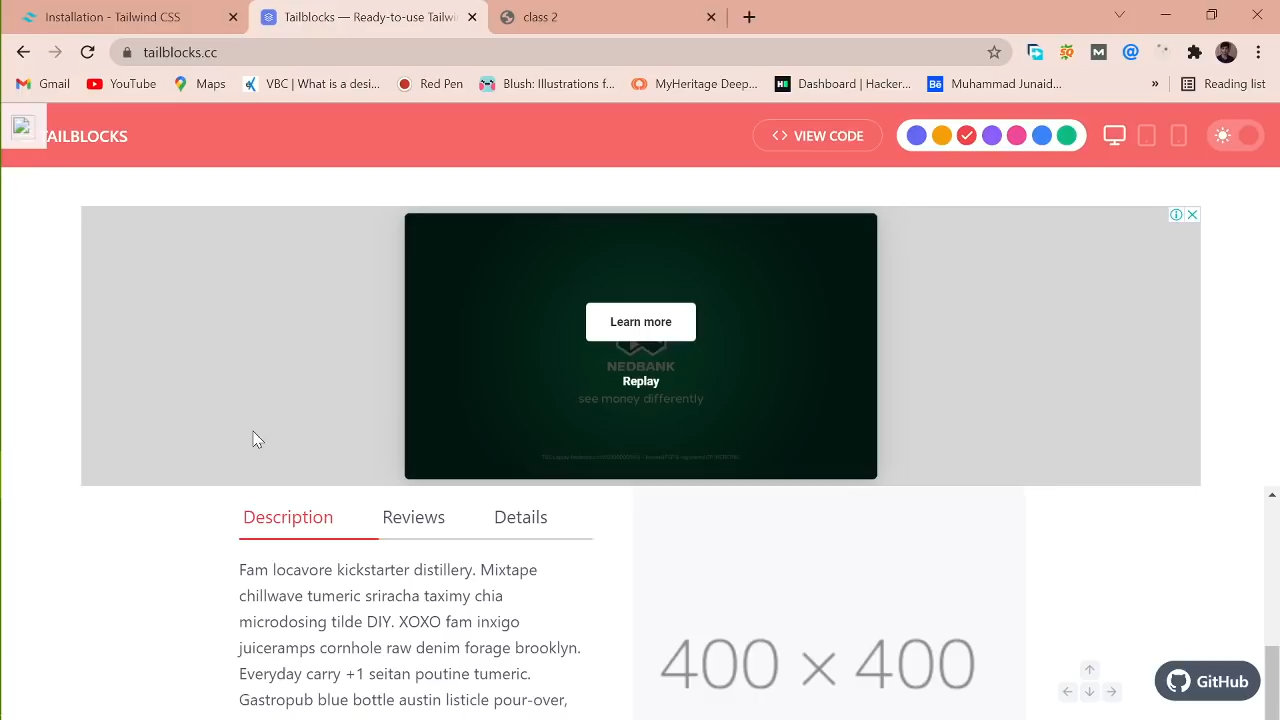 Installation - Tailwind CSS
Tailblocks — Ready-to-use Tailwi
class 2
tailblocks.cc
Gmail
YouTube
Maps
VBC | What is a desi...
Red Pen
Blush: Illustrations f...
MyHeritage Deep...
Dashboard | Hacker...
Muhammad Junaid...
»
Reading list
TAILBLOCKS
VIEW CODE
Learn more
NEDBANK
Replay
see money differently
Description
Reviews
Details
Fam locavore kickstarter distillery. Mixtape
chillwave tumeric sriracha taximy chia
microdosing tilde DIY. XOXO fam inxigo
juiceramps cornhole raw denim forage brooklyn.
Everyday carry +1 seitan poutine tumeric.
Gastropub blue bottle austin listicle pour-over,
400 × 400
GitHub